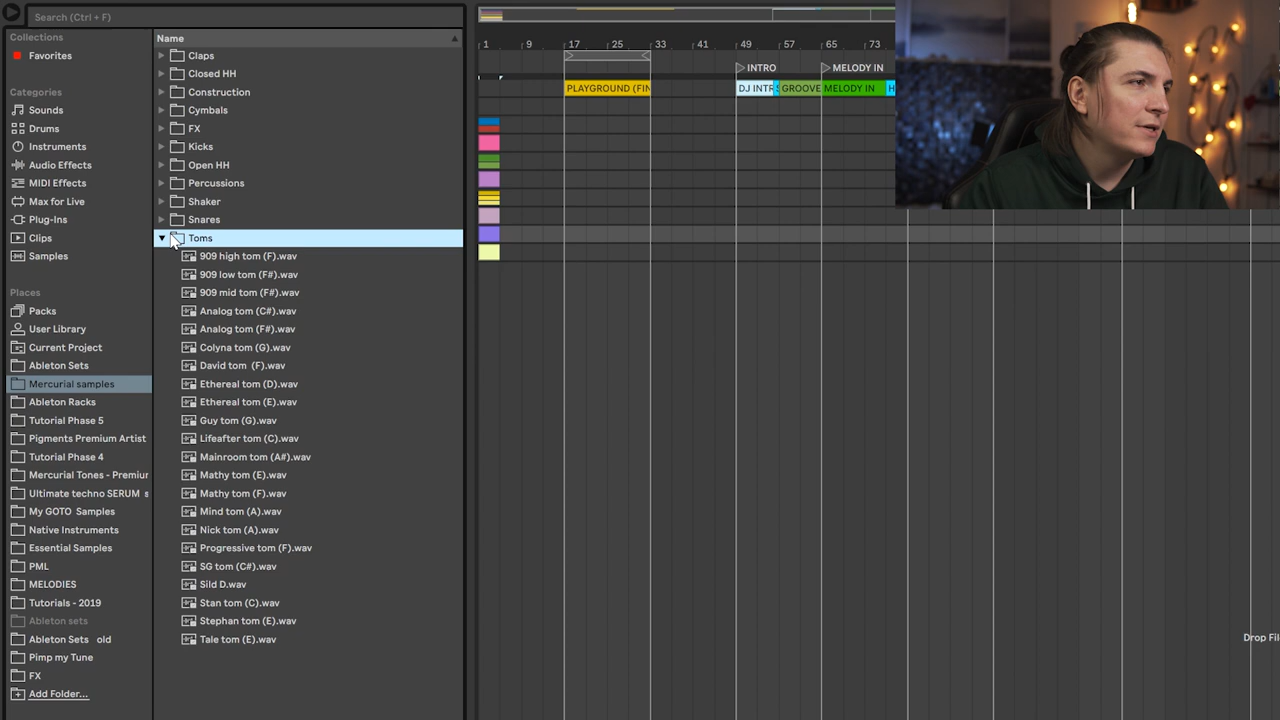 Search (Ctrl + F)
Collections
Favorites
Categories
Sounds
Drums
Instruments
Audio Effects
MIDI Effects
Max for Live
Plug-Ins
Clips
Samples
Places
Packs
User Library
Current Project
Ableton Sets
Mercurial samples
Ableton Racks
Tutorial Phase 5
Pigments Premium Artist
Tutorial Phase 4
Mercurial Tones - Premiur
Ultimate techno SERUM s
My GOTO Samples
Native Instruments
Essential Samples
PML
MELODIES
Tutorials - 2019
Ableton sets
Ableton Sets old
Pimp my Tune
FX
Add Folder...
Name
Claps
Closed HH
Construction
Cymbals
FX
Kicks
Open HH
Percussions
Shaker
Snares
Toms
909 high tom (F).wav
909 low tom (F#).wav
909 mid tom (F#).wav
Analog tom (C#).wav
Analog tom (F#).wav
Colyna tom (G).wav
David tom (F).wav
Ethereal tom (D).wav
Ethereal tom (E).wav
Guy tom (G).wav
Lifeafter tom (C).wav
Mainroom tom (A#).wav
Mathy tom (E).wav
Mathy tom (F).wav
Mind tom (A).wav
Nick tom (A).wav
Progressive tom (F).wav
SG tom (C#).wav
Sild D.wav
Stan tom (C).wav
Stephan tom (E).wav
Tale tom (E).wav
1 9 17 25 33 41 49 57 65 73
INTRO MELODY IN
PLAYGROUND (FIN DJ INTR GROOVE MELODY IN H
Drop File